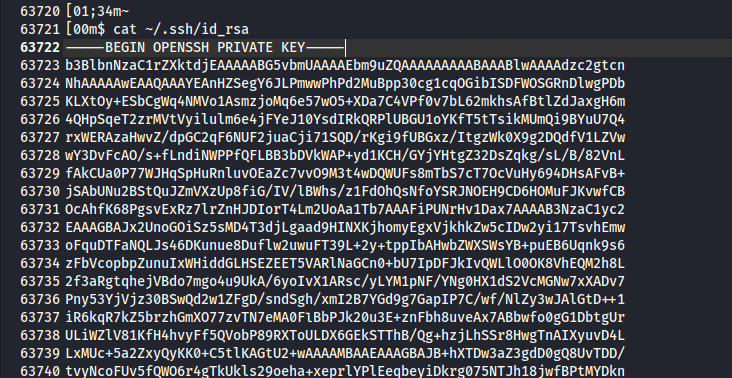 63720 [01;34m~
63721 [00m$ cat ~/.ssh/id_rsa
63722 -----BEGIN OPENSSH PRIVATE KEY-----
63723 b3BlbnNzaC1rZXktdjEAAAAABG5vbmUAAAAEbm9uZQAAAAAAAAABAAABlwAAAAdzc2gtcn
63724 NhAAAAAwEAAQAAAYEAnHZSegY6JLPmwwPhPd2MuBpp30cg1cqOGibISDFWOSGRnDlwgPDb
63725 KLXtOy+ESbCgWq4NMVo1AsmzjoMq6e57wO5+XDa7C4VPf0v7bL62mkhsAfBtlZdJaxgH6m
63726 4QHpSqeT2zrMVtVyilulm6e4jFYeJ10YsdIRkQRPlUBGU1oYKfT5tTsikMUmQi9BYuU7Q4
63727 rxWERAzaHwvZ/dpGC2qF6NUF2juaCji71SQD/rKgi9fUBGxz/ItgzWk0X9g2DQdfV1LZVw
63728 wY3DvFcAO/s+fLndiNWPPfQFLBB3bDVkWAP+yd1KCH/GYjYHtgZ32DsZqkg/sL/B/82VnL
63729 fAkCUa0P77WJHqSpHuRnluvOEaZc7vvO9M3t4wDQWUFs8mTbS7cT7OcVuHy694DHsAFvB+
63730 jSAbUNu2BStQuJZmVXzUp8fiG/IV/lBWhs/z1FdOhQsNfoYSRJNOEH9CD6HOMuFJKvwfCB
63731 OcAhfK68PgsvExRz7lrZnHJDIorT4Lm2UoAa1Tb7AAAFiPUNrHv1Dax7AAAAB3NzaC1yc2
63732 EAAAGBAJx2UnoGOiSz5sMD4T3djLgaad9HINXKjhomyEgxVjkhkZw5cIDw2yi17TsvhEmw
63733 oFquDTFaNQLJs46DKunue8Duflw2uwuFT39L+2y+tppIbAHwbZWXSWsYB+puEB6Uqnk9s6
63734 zFbVcopbpZunuIxWHiddGLHSEZEET5VARlNaGCn0+bU7IpDFJkIvQWLlO0OK8VhEQM2h8L
63735 2f3aRgtqhejVBdo7mgo4u9UkA/6yoIvX1ARsc/yLYM1pNF/YNg0HX1dS2VcMGNw7xXADv7
63736 Pny53YjVjz30BSwQd2w1ZFgD/sndSgh/xmI2B7YGd9g7GapIP7C/wf/NlZy3wJAlGtD++1
63737 iR6kqR7kZ5brzhGmXO77zvTN7eMA0FlBbPJk20u3E+znFbh8uveAx7ABbwfo0gG1DbtgUr
63738 ULiWZlV81KfH4hvyFf5QVobP89RXToULDX6GEkSTThB/Qg+hzjLhSSr8HwgTnAIXyuvD4L
63739 LxMUc+5a2ZxyQyKK0+C5tlKAGtU2+wAAAAMBAAEAAAGBAJB+hXTDw3aZ3gdD0gQ8UvTDD/
63740 tvyNcoFUv5fQWO6r4gTkUkls29oeha+xeprlYPlEeqbeyiDkrg075NTJh18jwfBPtMYDkn